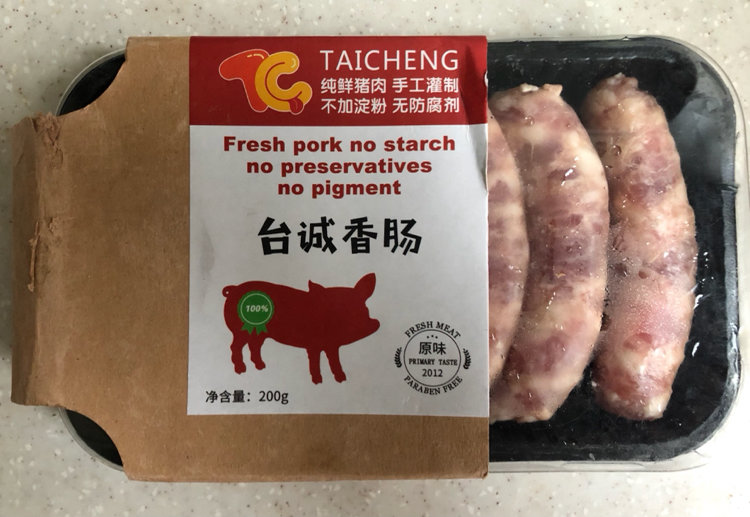 TC
TAICHENG
纯鲜猪肉 手工灌制
不加淀粉 无防腐剂
Fresh pork no starch
no preservatives
no pigment
台诚香肠
100%
FRESH MEAT
原味
PRIMARY TASTE
2012
PARABEN FREE
净含量：200g